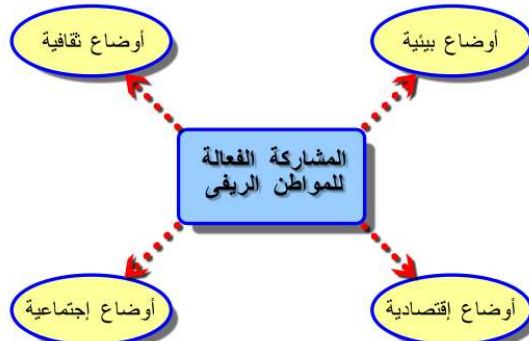 أوضاع بيئية
أوضاع ثقافية
المشاركة الفعالة
للمواطن الريفى
أوضاع إقتصادية
أوضاع إجتماعية